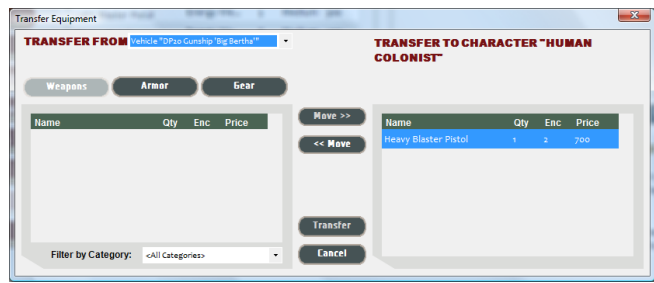 Transfer Equipment
TRANSFER FROM Vehicle "DP20 Gunship 'Big Bertha'"
TRANSFER TO CHARACTER "HUMAN
COLONIST"
Weapons Armor Gear
Name Qty Enc Price
Move >>
<< Move
Name Qty Enc Price
Heavy Blaster Pistol 1 2 700
Transfer
Filter by Category: <All Categories>
Cancel